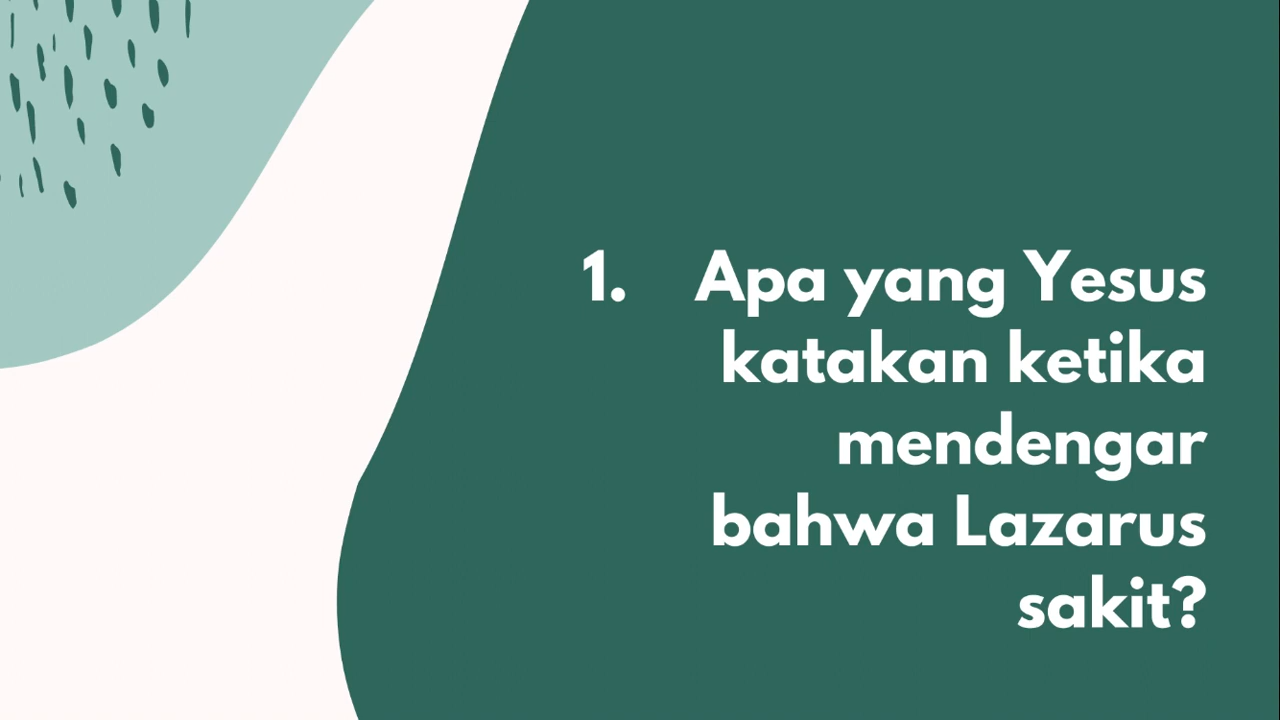 1. Apa yang Yesus
katakan ketika
mendengar
bahwa Lazarus
sakit?